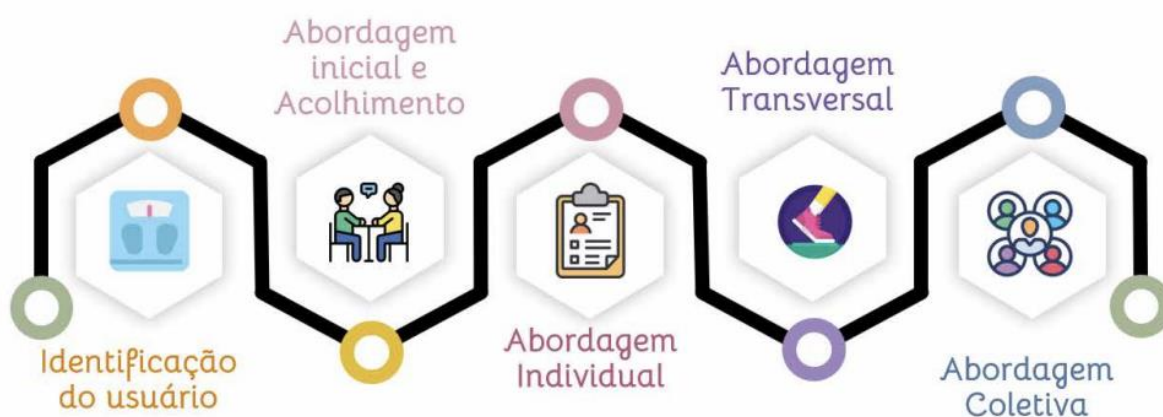 Identificação
do usuário
Abordagem
inicial e
Acolhimento
Abordagem
Individual
Abordagem
Transversal
Abordagem
Coletiva